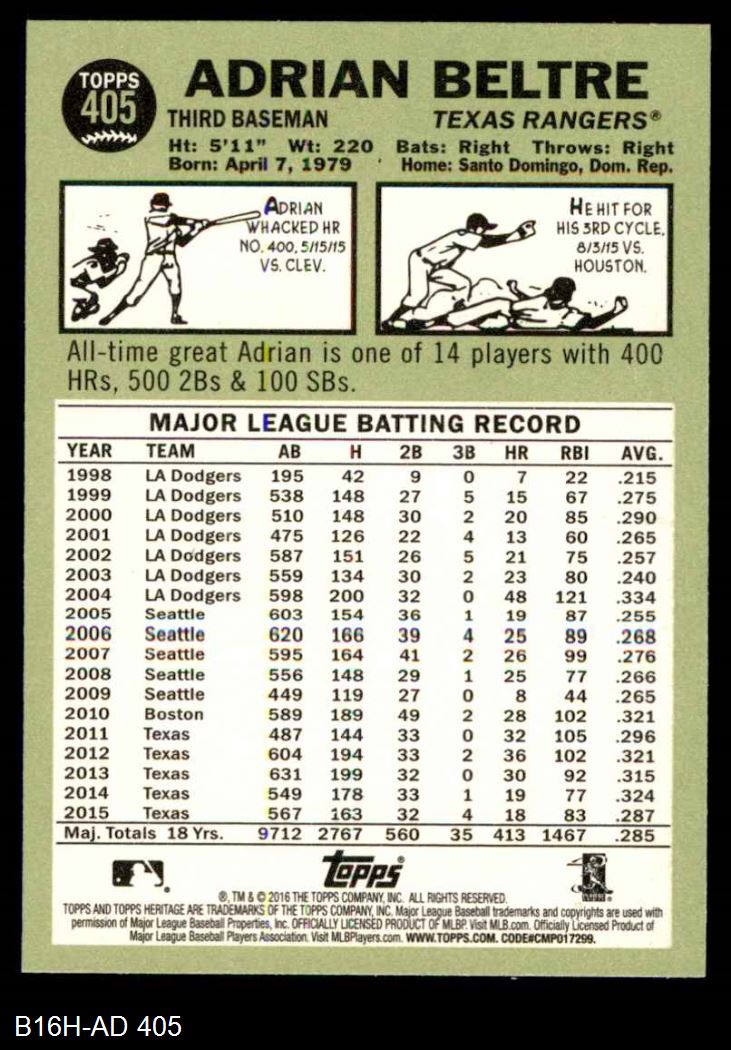 TOPPS
405
ADRIAN BELTRE
THIRD BASEMAN TEXAS RANGERS®
Ht: 5'11" Wt: 220 Bats: Right Throws: Right
Born: April 7, 1979 Home: Santo Domingo, Dom. Rep.
ADRIAN
WHACKED HR
NO. 400, 5/15/15
VS. CLEV.
HE HIT FOR
HIS 3RD CYCLE,
8/3/15 VS.
HOUSTON.
All-time great Adrian is one of 14 players with 400
HRs, 500 2Bs & 100 SBs.
MAJOR LEAGUE BATTING RECORD
YEAR TEAM AB H 2B 3B HR RBI AVG.
1998 LA Dodgers 195 42 9 0 7 22 .215
1999 LA Dodgers 538 148 27 5 15 67 .275
2000 LA Dodgers 510 148 30 2 20 85 .290
2001 LA Dodgers 475 126 22 4 13 60 .265
2002 LA Dodgers 587 151 26 5 21 75 .257
2003 LA Dodgers 559 134 30 2 23 80 .240
2004 LA Dodgers 598 200 32 0 48 121 .334
2005 Seattle 603 154 36 1 19 87 .255
2006 Seattle 620 166 39 4 25 89 .268
2007 Seattle 595 164 41 2 26 99 .276
2008 Seattle 556 148 29 1 25 77 .266
2009 Seattle 449 119 27 0 8 44 .265
2010 Boston 589 189 49 2 28 102 .321
2011 Texas 487 144 33 0 32 105 .296
2012 Texas 604 194 33 2 36 102 .321
2013 Texas 631 199 32 0 30 92 .315
2014 Texas 549 178 33 1 19 77 .324
2015 Texas 567 163 32 4 18 83 .287
Maj. Totals 18 Yrs. 9712 2767 560 35 413 1467 .285
topps®
®, TM & © 2016 THE TOPPS COMPANY, INC. ALL RIGHTS RESERVED.
TOPPS AND TOPPS HERITAGE ARE TRADEMARKS OF THE TOPPS COMPANY, INC. Major League Baseball trademarks and copyrights are used with
permission of Major League Baseball Properties, Inc. OFFICIALLY LICENSED PRODUCT OF MLBP. Visit MLB.com. Officially Licensed Product of
Major League Baseball Players Association. Visit MLBPlayers.com. WWW.TOPPS.COM. CODE#CMP017299.
B16H-AD 405